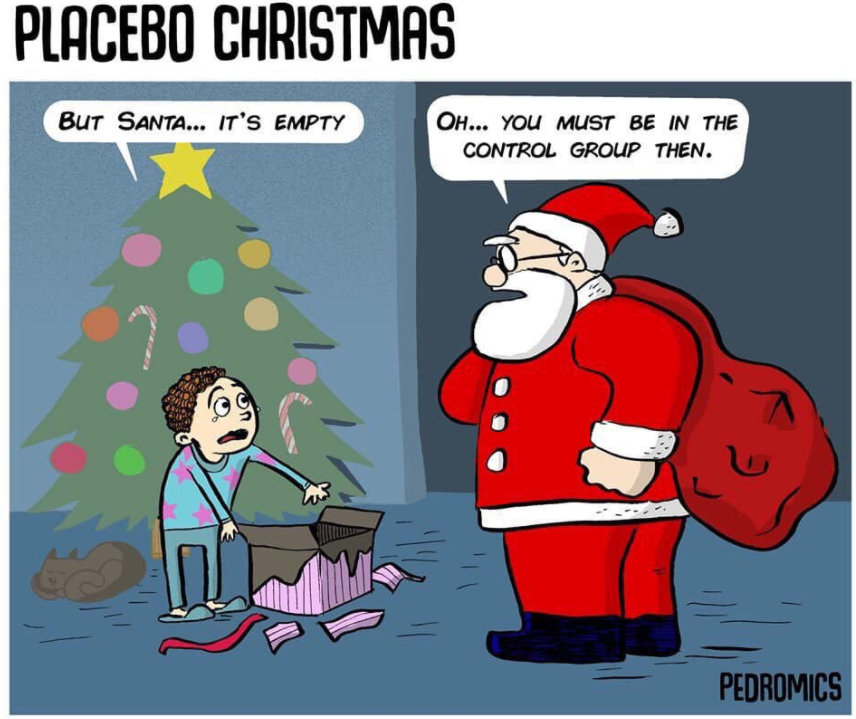 PLACEBO CHRISTMAS
BUT SANTA... IT'S EMPTY
OH... YOU MUST BE IN THE
CONTROL GROUP THEN.
PEDROMICS